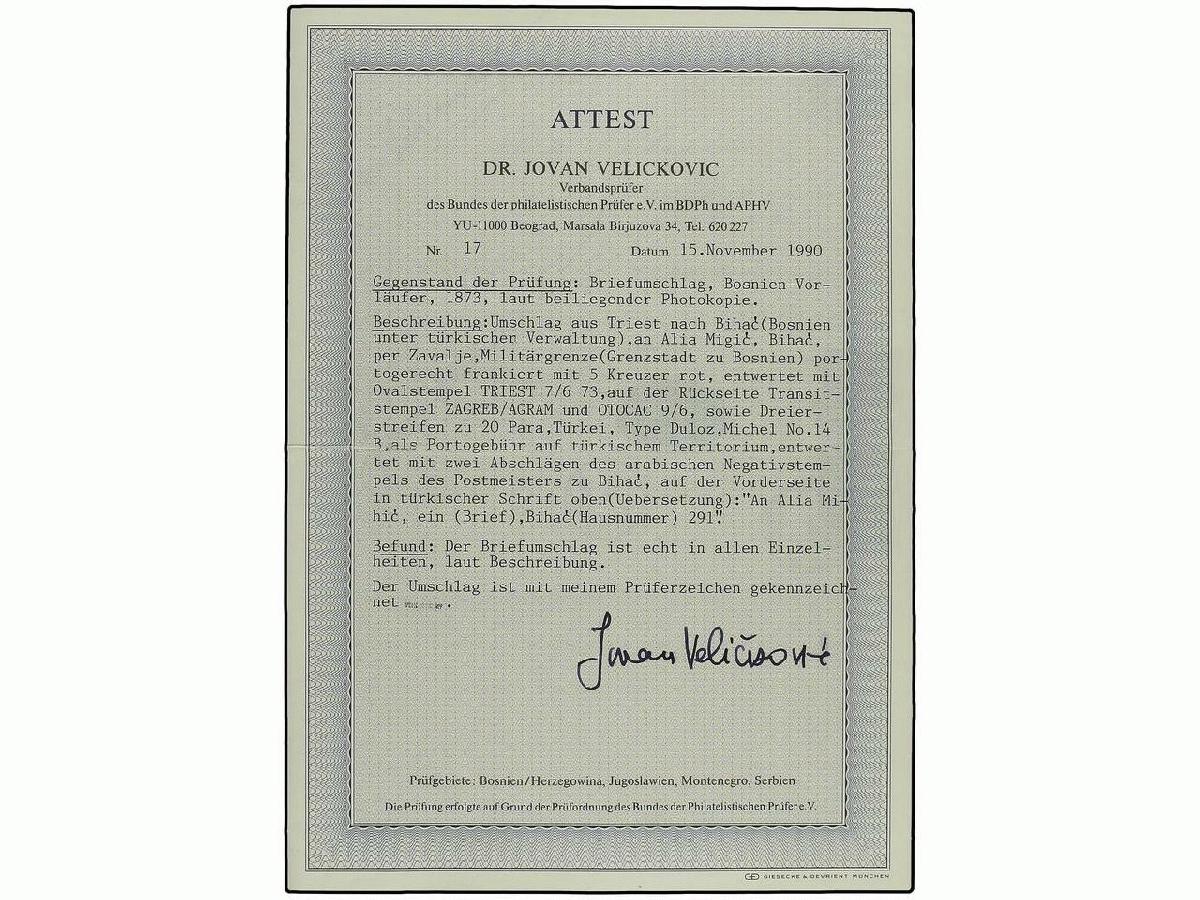 ATTEST
DR. JOVAN VELICKOVIC
Verbandsprüfer
des Bundes der philatelistischen Prüfer e.V. im BDPh und APHV
YU-11000 Beograd, Marsala Birjuzova 34, Tel. 620 227
Nr. 17 Datum 15.November 1990
Gegenstand der Prüfung: Briefumschlag, Bosnien Vor-
läufer, 1873, laut beiliegender Photokopie.
Beschreibung:Umschlag aus Triest nach Bihać(Bosnien
unter türkischen Verwaltung),an Alia Migić, Bihać,
per Zavalje,Militärgrenze(Grenzstadt zu Bosnien) por-
togerecht frankiert mit 5 Kreuzer rot, entwertet mit
Ovalstempel TRIEST 7/6 73,auf der Rückseite Transit-
stempel ZAGREB/AGRAM und OTOCAC 9/6, sowie Dreier-
streifen zu 20 Para,Türkei, Type Duloz,Michel No.14
B,als Portogebühr auf türkischem Territorium,entwer-
tet mit zwei Abschlägen des arabischen Negativstem-
pels des Postmeisters zu Bihać, auf der Vorderseite
in türkischer Schrift oben(Uebersetzung):"An Alia Mi-
hić, ein (Brief),Bihać(Hausnummer) 291".
Befund: Der Briefumschlag ist echt in allen Einzel-
heiten, laut Beschreibung.
Der Umschlag ist mit meinem Prüferzeichen gekennzeich-
net .
Jovan Veličković
Prüfgebiete: Bosnien/Herzegowina, Jugoslawien, Montenegro, Serbien
Die Prüfung erfolgte auf Grund der Prüfordnung des Bundes der Philatelistischen Prüfer e.V.
GD GIESECKE & DEVRIENT MÜNCHEN